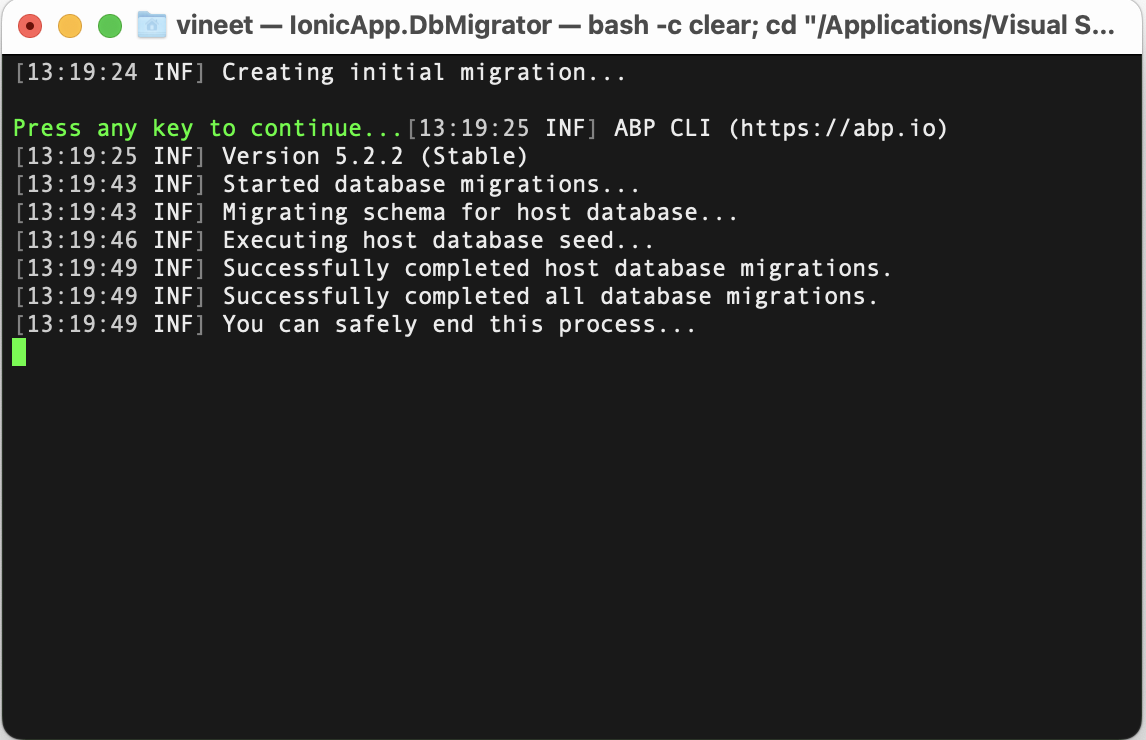 vineet — IonicApp.DbMigrator — bash -c clear; cd "/Applications/Visual S...
[13:19:24 INF] Creating initial migration...
Press any key to continue...[13:19:25 INF] ABP CLI (https://abp.io)
[13:19:25 INF] Version 5.2.2 (Stable)
[13:19:43 INF] Started database migrations...
[13:19:43 INF] Migrating schema for host database...
[13:19:46 INF] Executing host database seed...
[13:19:49 INF] Successfully completed host database migrations.
[13:19:49 INF] Successfully completed all database migrations.
[13:19:49 INF] You can safely end this process...